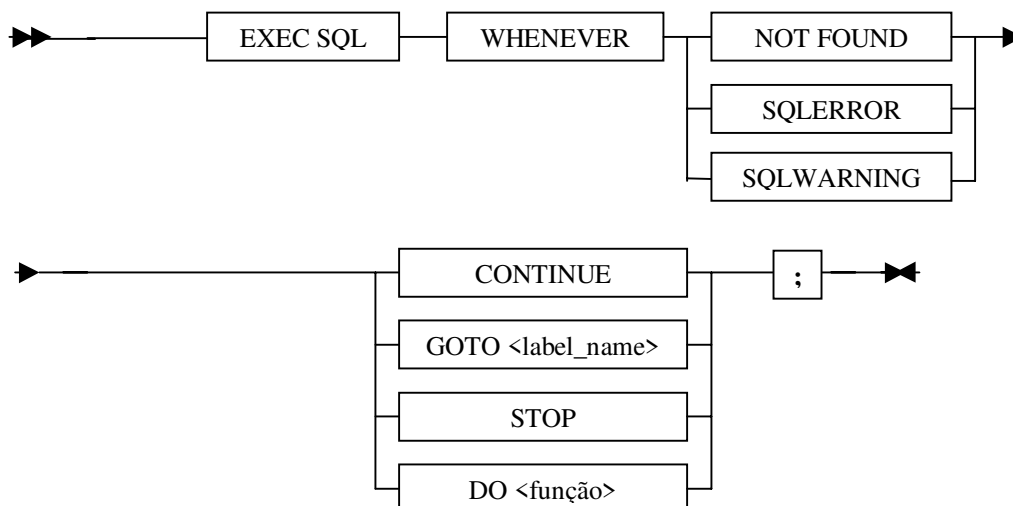 EXEC SQL WHENEVER NOT FOUND
SQLERROR
SQLWARNING
CONTINUE ;
GOTO <label_name>
STOP
DO <função>